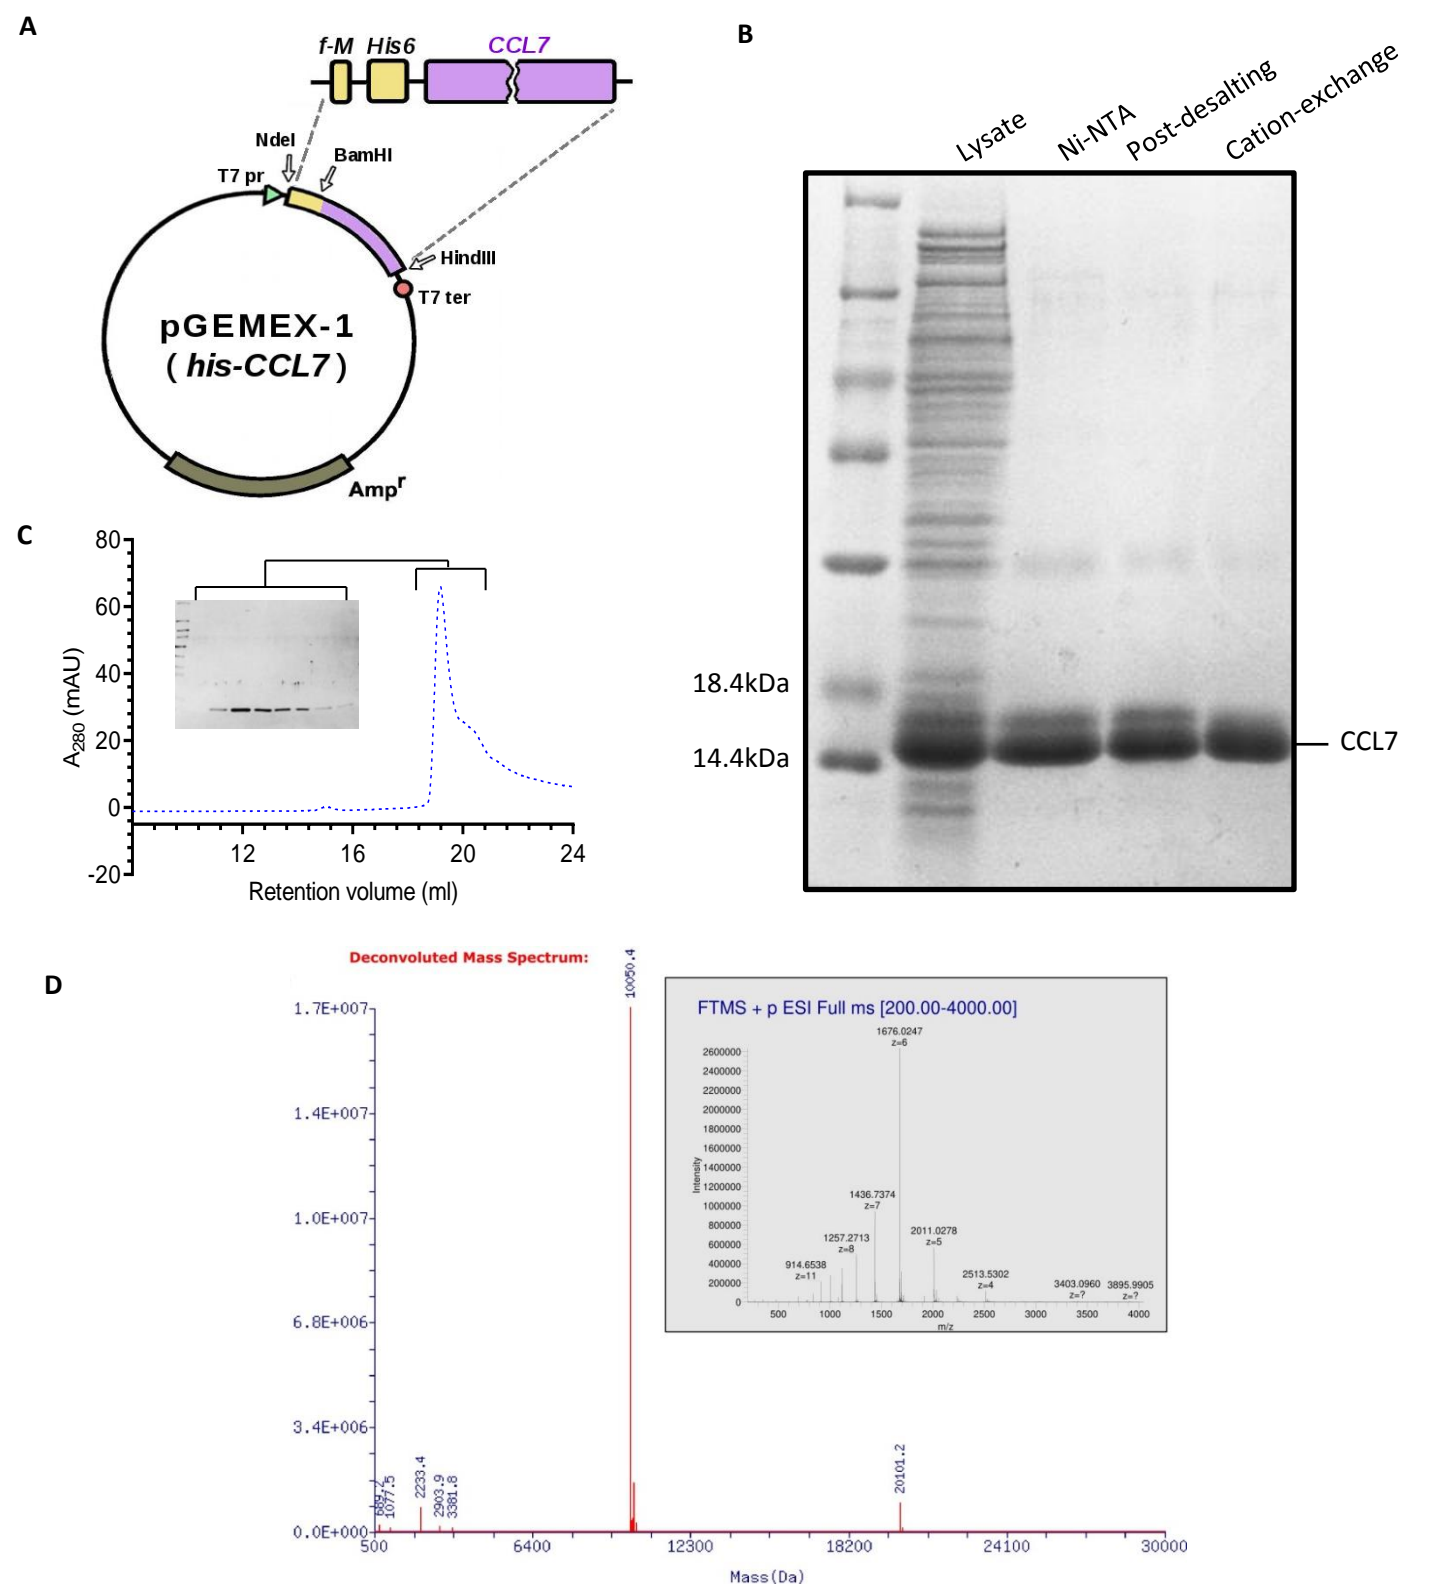 A
f-M His6 CCL7
NdeI
BamHI
T7 pr
HindIII
T7 ter
pGEMEX-1
( his-CCL7 )
Ampr
B
Lysate
Ni-NTA
Post-desalting
Cation-exchange
18.4kDa
14.4kDa
CCL7
C
80
60
40
20
0
-20
A280 (mAU)
12 16 20 24
Retention volume (ml)
D
Deconvoluted Mass Spectrum:
1.7E+007
1.4E+007
1.0E+007
6.8E+006
3.4E+006
0.0E+000
1077.5
2233.4
2903.9
3381.8
10050.4
20101.2
500 6400 12300 18200 24100 30000
Mass(Da)
FTMS + p ESI Full ms [200.00-4000.00]
1676.0247
z=6
2600000
2400000
2200000
2000000
1800000
1600000
1400000
1200000
1000000
800000
600000
400000
200000
0
Intensity
1436.7374
z=7
1257.2713
z=8
914.6538
z=11
2011.0278
z=5
2513.5302
z=4
3403.0960
z=?
3895.9905
z=?
500 1000 1500 2000 2500 3000 3500 4000
m/z